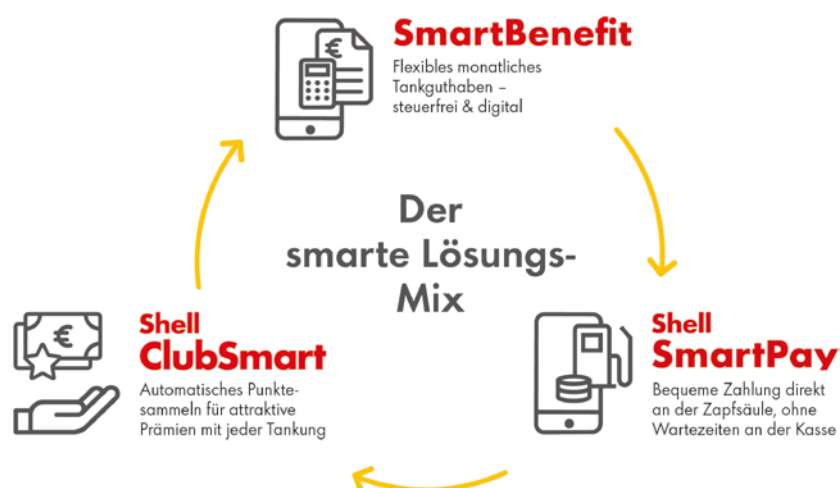 SmartBenefit
Flexibles monatliches
Tankguthaben –
steuerfrei & digital
€
Der
smarte Lösungs-
Mix
€
Shell
ClubSmart
Automatisches Punkte-
sammeln für attraktive
Prämien mit jeder Tankung
Shell
SmartPay
Bequeme Zahlung direkt
an der Zapfsäule, ohne
Wartezeiten an der Kasse